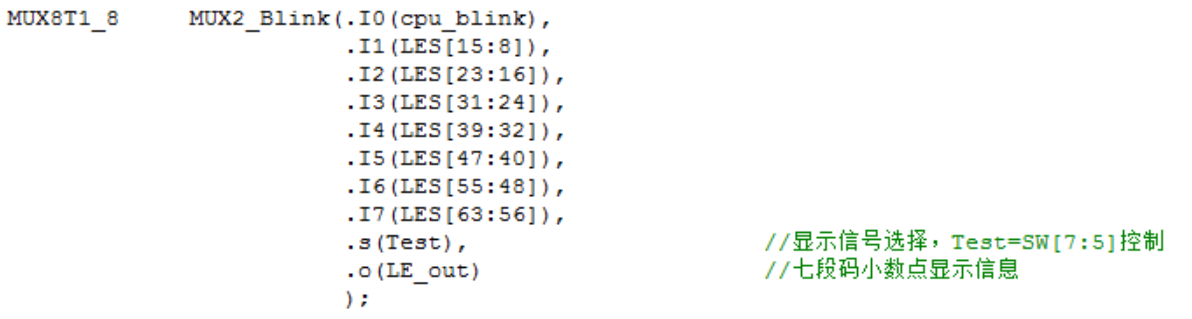 MUX8T1_8 MUX2_Blink(.I0(cpu_blink),
.I1(LES[15:8]),
.I2(LES[23:16]),
.I3(LES[31:24]),
.I4(LES[39:32]),
.I5(LES[47:40]),
.I6(LES[55:48]),
.I7(LES[63:56]),
.s(Test), //显示信号选择，Test=SW[7:5]控制
.o(LE_out) //七段码小数点显示信息
);